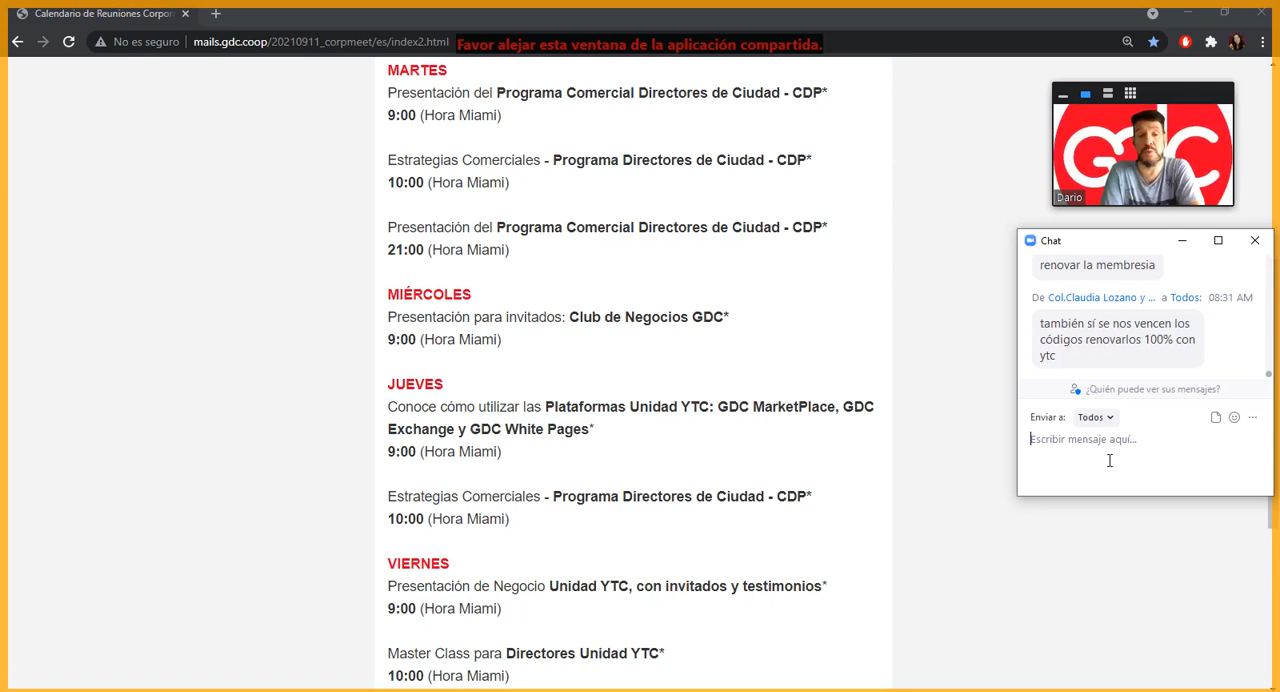 Calendario de Reuniones Corpor
No es seguro
mails.gdc.coop/20210911_corpmeet/es/index2.html
Favor alejar esta ventana de la aplicación compartida.
MARTES
Presentación del Programa Comercial Directores de Ciudad - CDP*
9:00 (Hora Miami)
Estrategias Comerciales - Programa Directores de Ciudad - CDP*
10:00 (Hora Miami)
Presentación del Programa Comercial Directores de Ciudad - CDP*
21:00 (Hora Miami)
MIÉRCOLES
Presentación para invitados: Club de Negocios GDC*
9:00 (Hora Miami)
JUEVES
Conoce cómo utilizar las Plataformas Unidad YTC: GDC MarketPlace, GDC
Exchange y GDC White Pages*
9:00 (Hora Miami)
Estrategias Comerciales - Programa Directores de Ciudad - CDP*
10:00 (Hora Miami)
VIERNES
Presentación de Negocio Unidad YTC, con invitados y testimonios*
9:00 (Hora Miami)
Master Class para Directores Unidad YTC*
10:00 (Hora Miami)
GDC
Dario
Chat
renovar la membresia
De Col.Claudia Lozano y ... a Todos: 08:31 AM
también sí se nos vencen los
códigos renovarlos 100% con
ytc
¿Quién puede ver sus mensajes?
Enviar a: Todos
Escribir mensaje aquí...